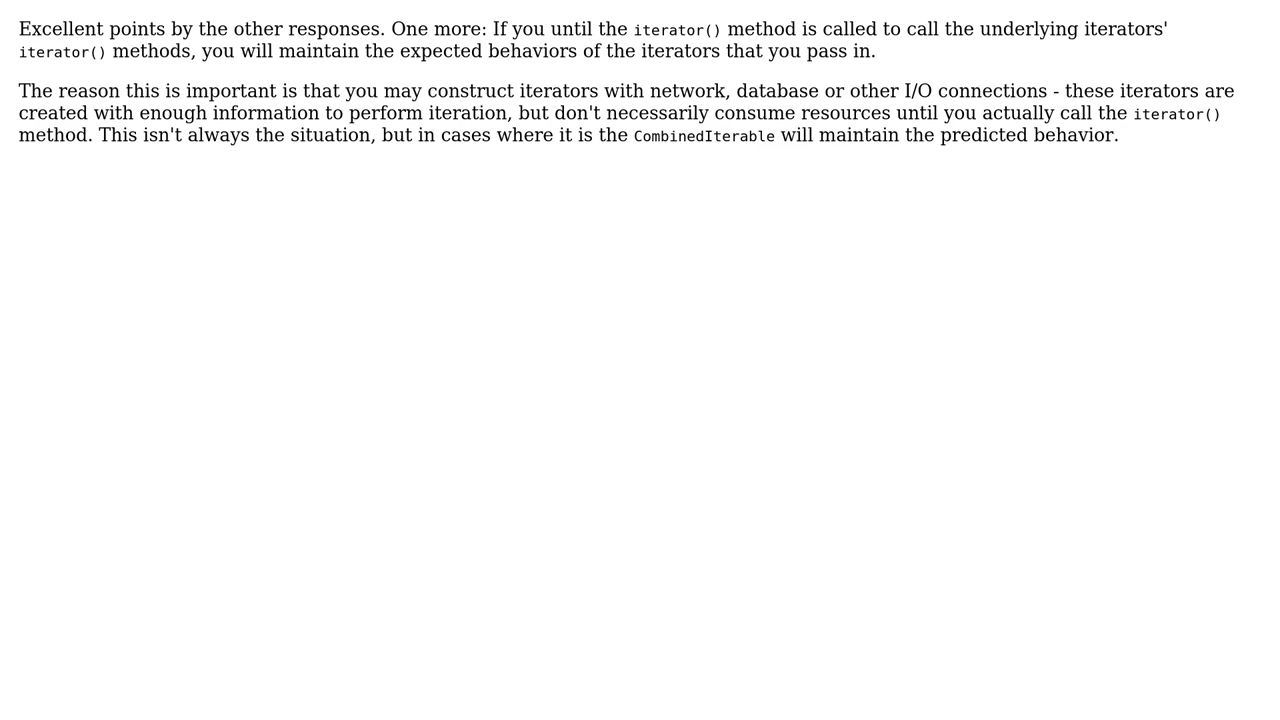 Excellent points by the other responses. One more: If you until the iterator() method is called to call the underlying iterators'
iterator() methods, you will maintain the expected behaviors of the iterators that you pass in.
The reason this is important is that you may construct iterators with network, database or other I/O connections - these iterators are
created with enough information to perform iteration, but don't necessarily consume resources until you actually call the iterator()
method. This isn't always the situation, but in cases where it is the CombinedIterable will maintain the predicted behavior.